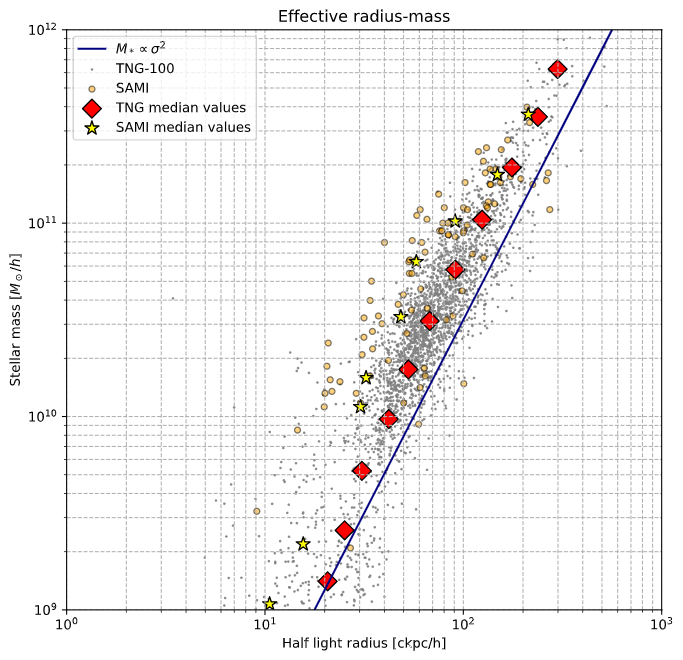 Effective radius-mass
M* ∝ σ²
TNG-100
SAMI
TNG median values
SAMI median values
10¹²
10¹¹
10¹⁰
10⁹
Stellar mass [M⊙/h]
10⁰ 10¹ 10² 10³
Half light radius [ckpc/h]